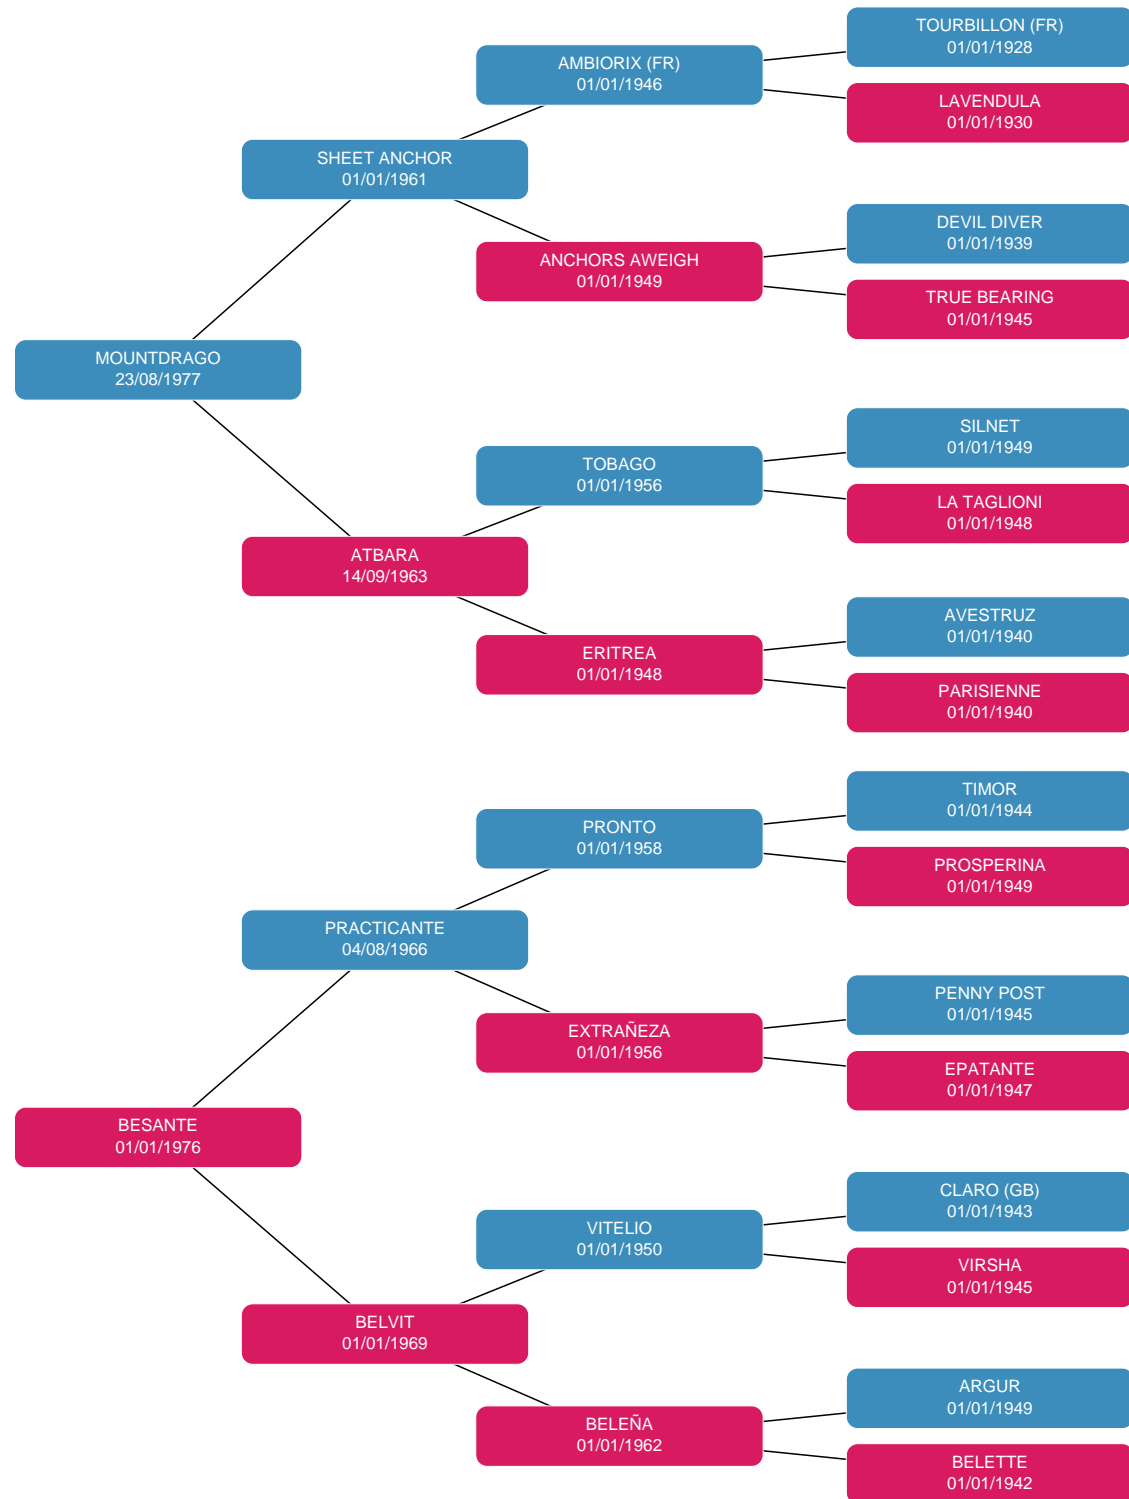 TOURBILLON (FR)
01/01/1928
AMBIORIX (FR)
01/01/1946
LAVENDULA
01/01/1930
SHEET ANCHOR
01/01/1961
DEVIL DIVER
01/01/1939
ANCHORS AWEIGH
01/01/1949
TRUE BEARING
01/01/1945
MOUNTDRAGO
23/08/1977
SILNET
01/01/1949
TOBAGO
01/01/1956
LA TAGLIONI
01/01/1948
ATBARA
14/09/1963
AVESTRUZ
01/01/1940
ERITREA
01/01/1948
PARISIENNE
01/01/1940
TIMOR
01/01/1944
PRONTO
01/01/1958
PROSPERINA
01/01/1949
PRACTICANTE
04/08/1966
PENNY POST
01/01/1945
EXTRAÑEZA
01/01/1956
EPATANTE
01/01/1947
BESANTE
01/01/1976
CLARO (GB)
01/01/1943
VITELIO
01/01/1950
VIRSHA
01/01/1945
BELVIT
01/01/1969
ARGUR
01/01/1949
BELEÑA
01/01/1962
BELETTE
01/01/1942